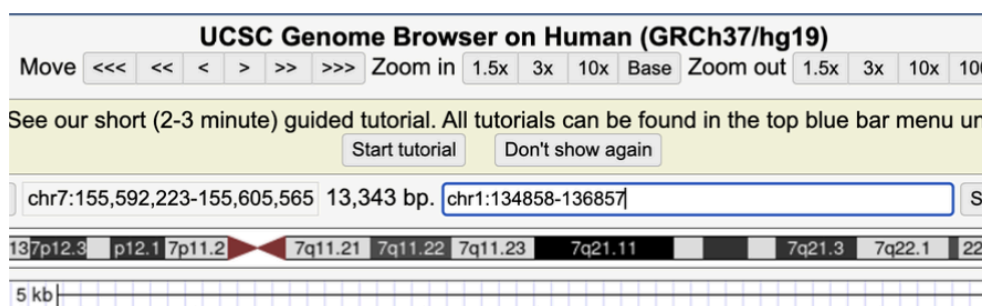 UCSC Genome Browser on Human (GRCh37/hg19)
Move <<< << < > >> >>> Zoom in 1.5x 3x 10x Base Zoom out 1.5x 3x 10x 10
See our short (2-3 minute) guided tutorial. All tutorials can be found in the top blue bar menu un
Start tutorial Don't show again
chr7:155,592,223-155,605,565 13,343 bp. chr1:134858-136857 S
13 7p12.3 p12.1 7p11.2 7q11.21 7q11.22 7q11.23 7q21.11 7q21.3 7q22.1 22
5 kb